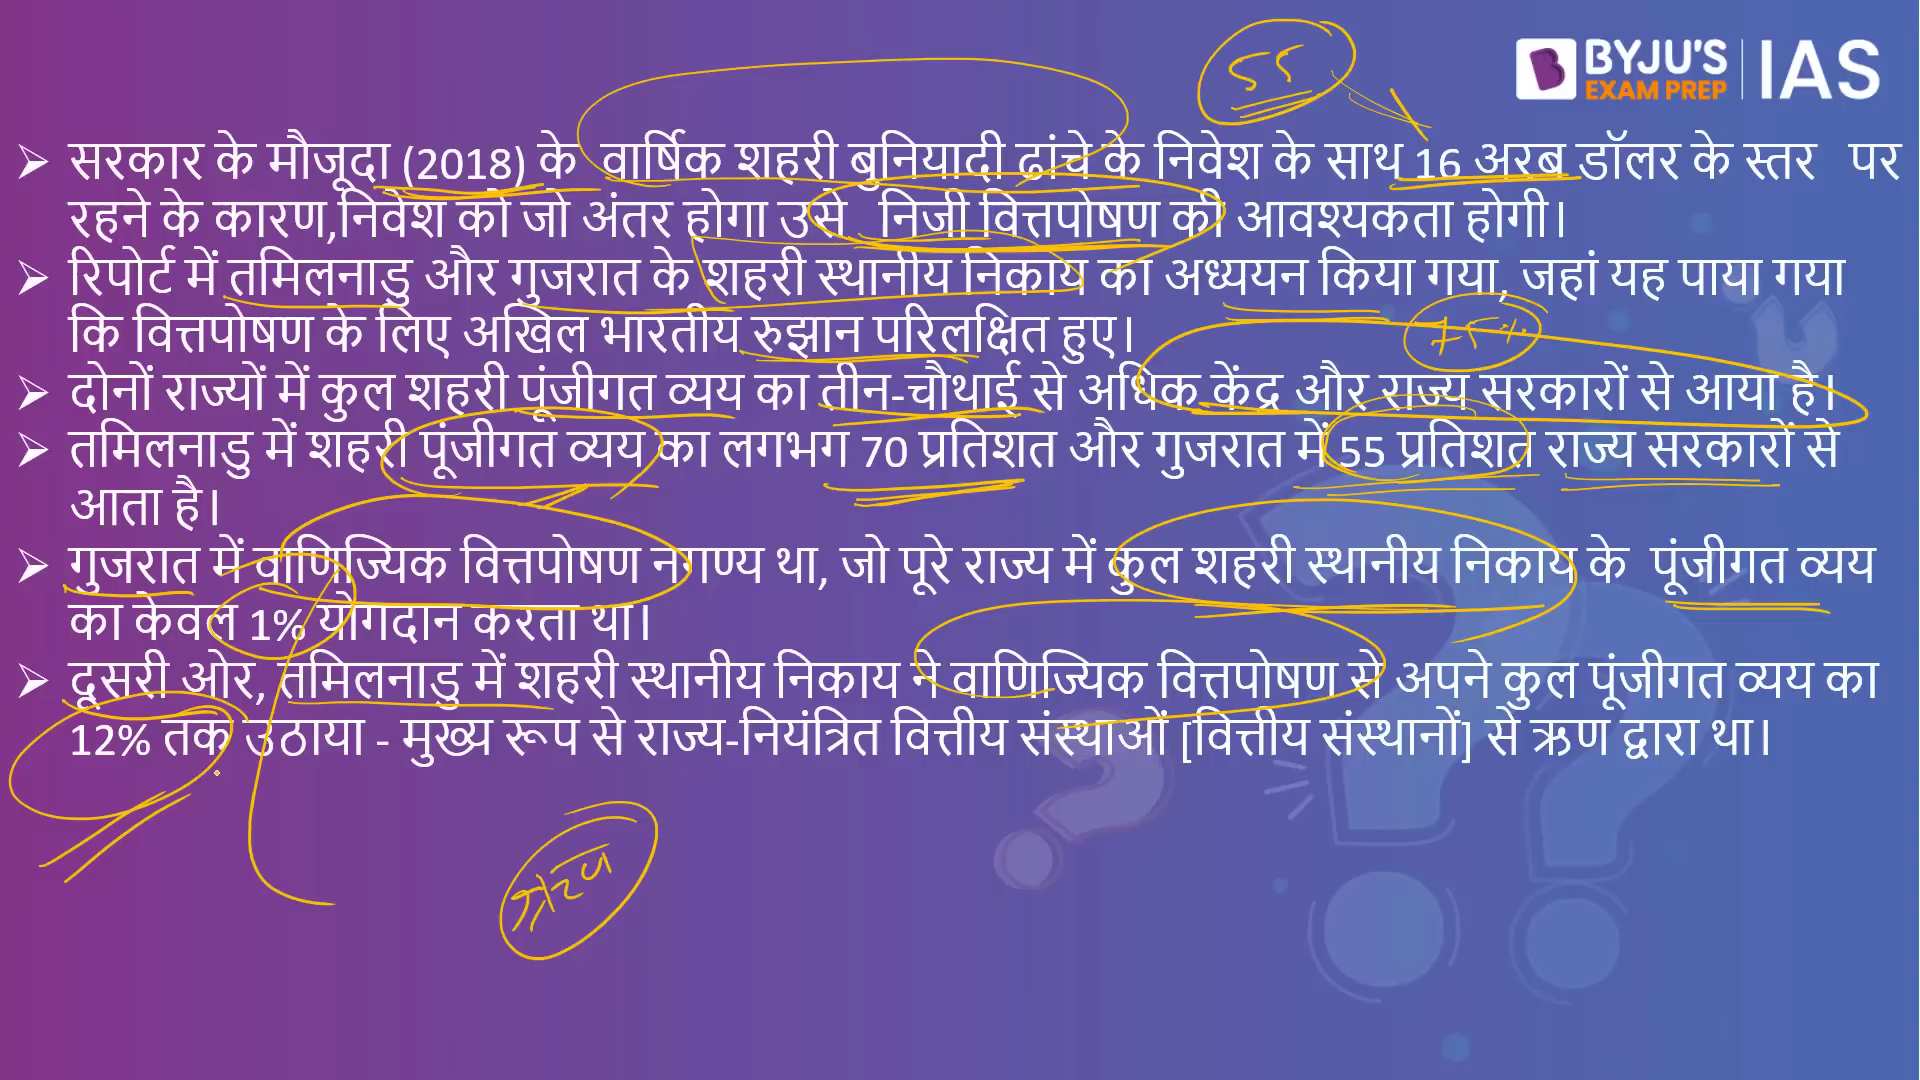 55
BYJU'S
EXAM PREP
IAS
➢ सरकार के मौजूदा (2018) के वार्षिक शहरी बुनियादी ढांचे के निवेश के साथ 16 अरब डॉलर के स्तर पर
रहने के कारण,निवेश को जो अंतर होगा उसे निजी वित्तपोषण की आवश्यकता होगी।
➢ रिपोर्ट में तमिलनाडु और गुजरात के शहरी स्थानीय निकाय का अध्ययन किया गया, जहां यह पाया गया
कि वित्तपोषण के लिए अखिल भारतीय रुझान परिलक्षित हुए।
75%
➢ दोनों राज्यों में कुल शहरी पूंजीगत व्यय का तीन-चौथाई से अधिक केंद्र और राज्य सरकारों से आया है।
➢ तमिलनाडु में शहरी पूंजीगत व्यय का लगभग 70 प्रतिशत और गुजरात में 55 प्रतिशत राज्य सरकारों से
आता है।
➢ गुजरात में वाणिज्यिक वित्तपोषण नगण्य था, जो पूरे राज्य में कुल शहरी स्थानीय निकाय के पूंजीगत व्यय
का केवल 1% योगदान करता था।
➢ दूसरी ओर, तमिलनाडु में शहरी स्थानीय निकाय ने वाणिज्यिक वित्तपोषण से अपने कुल पूंजीगत व्यय का
12% तक उठाया - मुख्य रूप से राज्य-नियंत्रित वित्तीय संस्थाओं [वित्तीय संस्थानों] से ऋण द्वारा था।